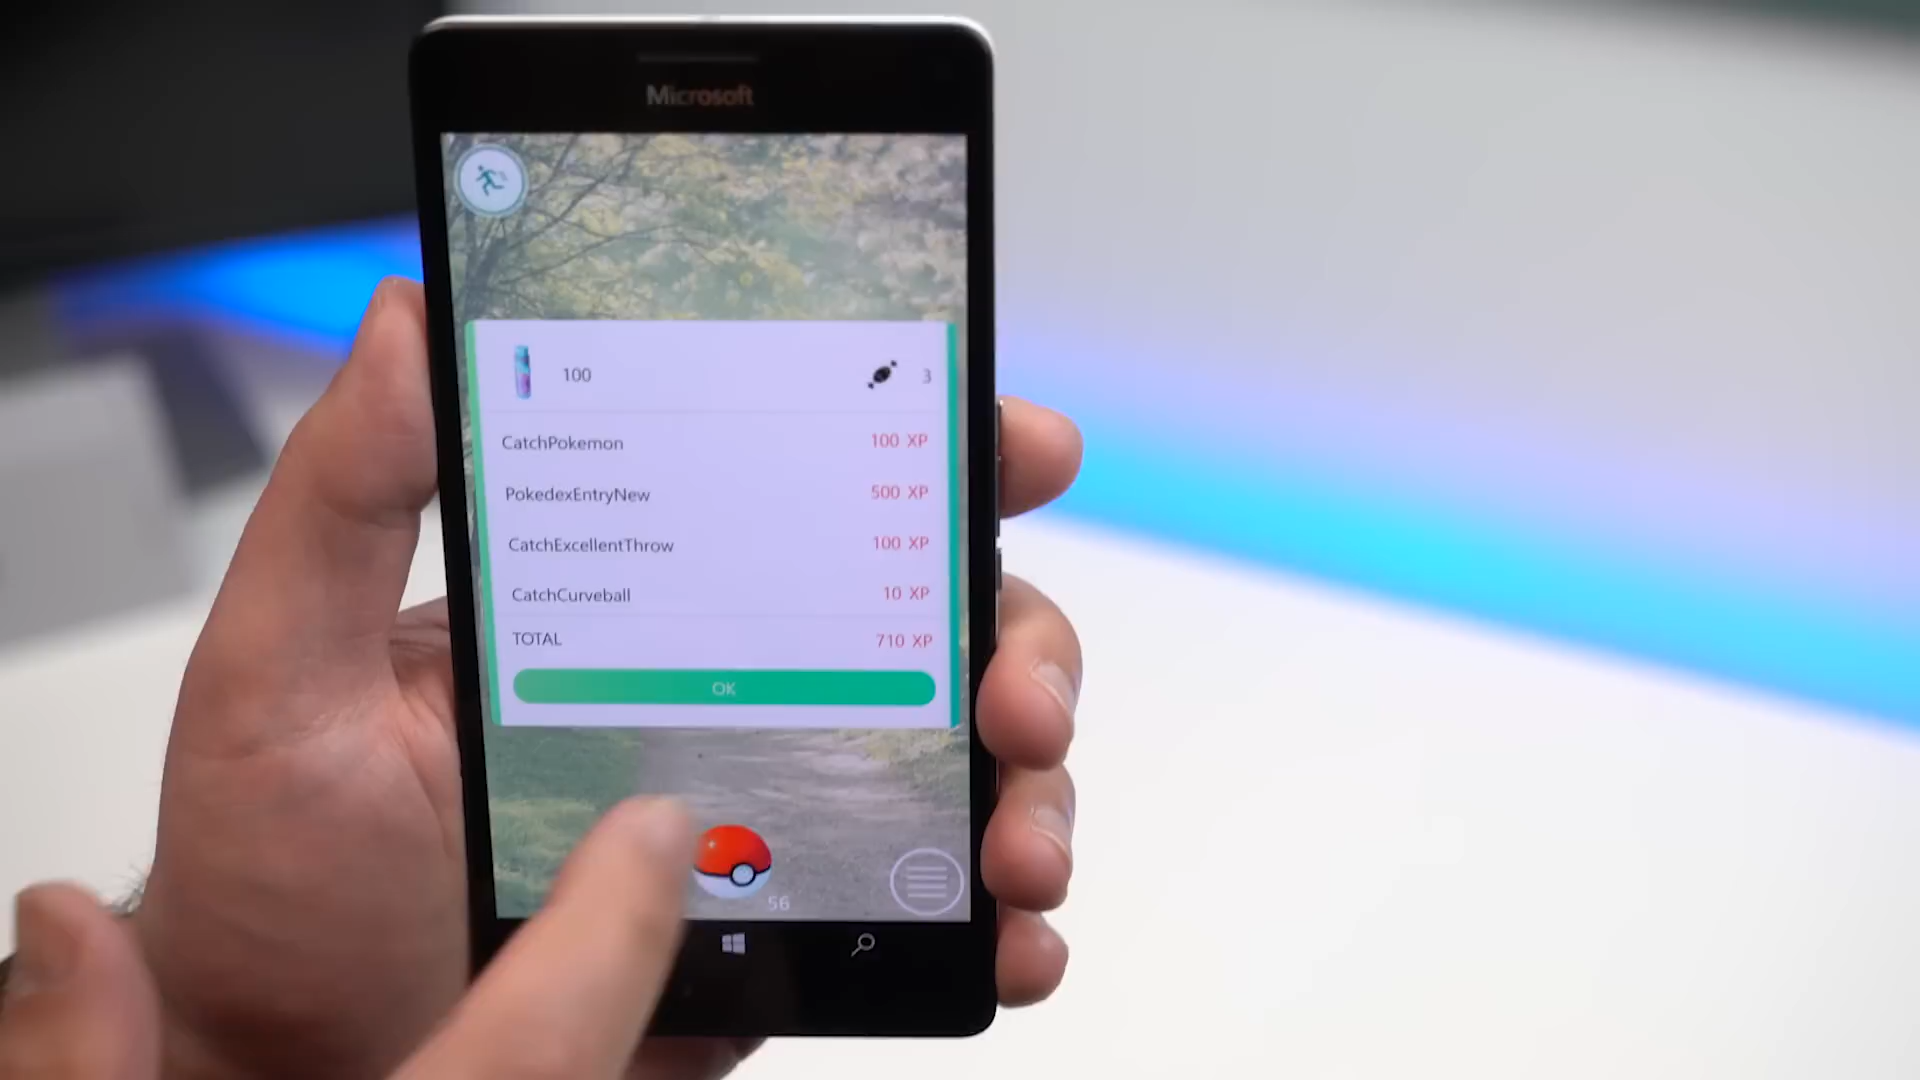 Microsoft
100 3
CatchPokemon 100 XP
PokedexEntryNew 500 XP
CatchExcellentThrow 100 XP
CatchCurveball 10 XP
TOTAL 710 XP
OK
56